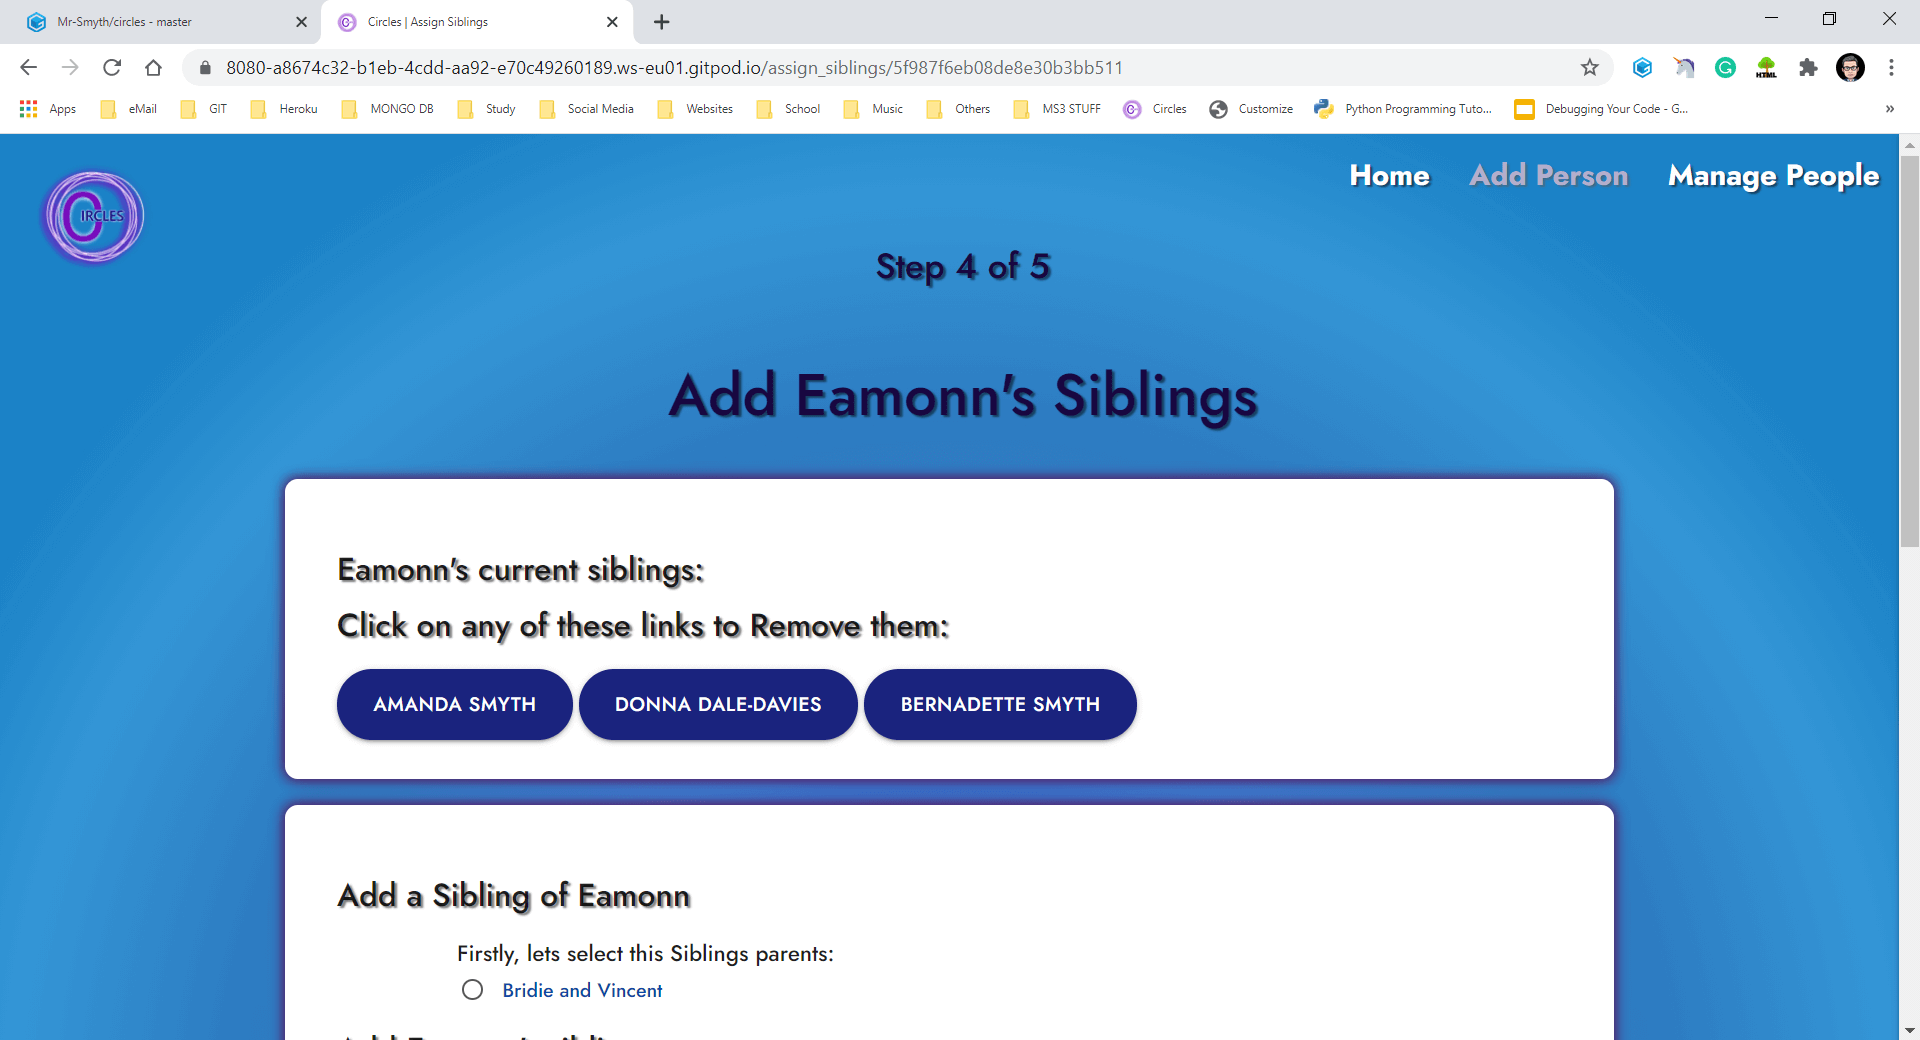 Mr-Smyth/circles - master
Circles | Assign Siblings
8080-a8674c32-b1eb-4cdd-aa92-e70c49260189.ws-eu01.gitpod.io/assign_siblings/5f987f6eb08de8e30b3bb511
HTML
Apps eMail GIT Heroku MONGO DB Study Social Media Websites School Music Others MS3 STUFF Circles Customize Python Programming Tuto... Debugging Your Code - G...
CIRCLES
Home Add Person Manage People
Step 4 of 5
Add Eamonn's Siblings
Eamonn's current siblings:
Click on any of these links to Remove them:
AMANDA SMYTH DONNA DALE-DAVIES BERNADETTE SMYTH
Add a Sibling of Eamonn
Firstly, lets select this Siblings parents:
Bridie and Vincent